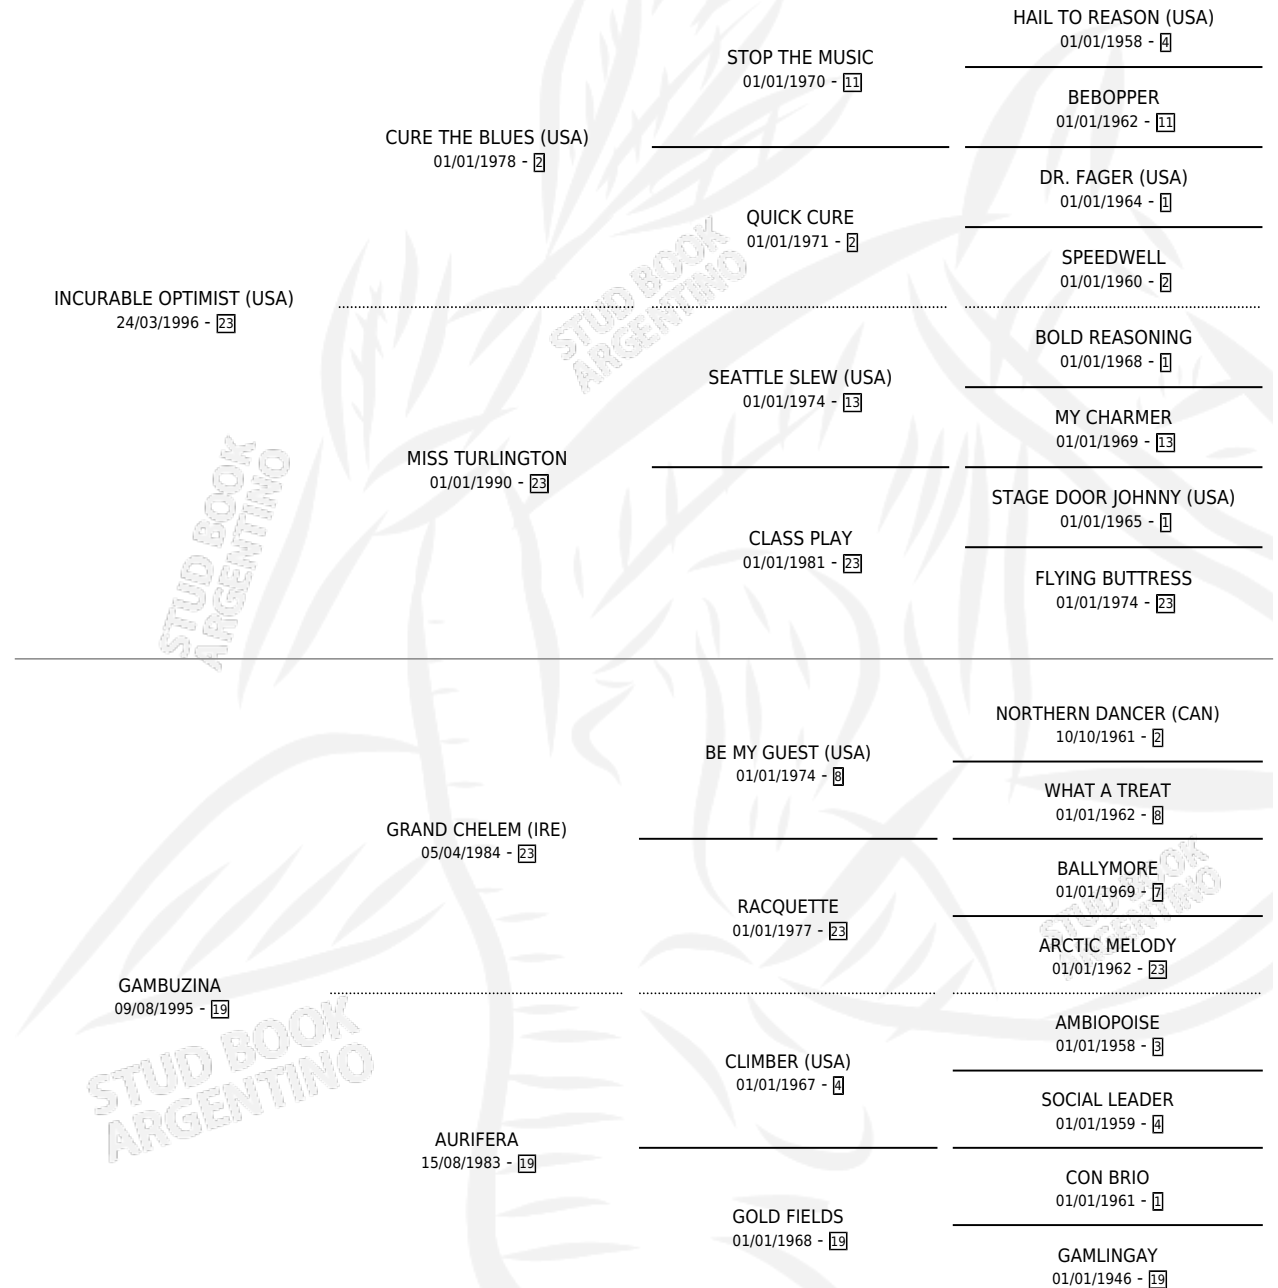 HAIL TO REASON (USA)
01/01/1958 - 4
STOP THE MUSIC
01/01/1970 - 11
BEBOPPER
01/01/1962 - 11
CURE THE BLUES (USA)
01/01/1978 - 2
DR. FAGER (USA)
01/01/1964 - 1
QUICK CURE
01/01/1971 - 2
SPEEDWELL
01/01/1960 - 2
INCURABLE OPTIMIST (USA)
24/03/1996 - 23
BOLD REASONING
01/01/1968 - 1
SEATTLE SLEW (USA)
01/01/1974 - 13
MY CHARMER
01/01/1969 - 13
MISS TURLINGTON
01/01/1990 - 23
STAGE DOOR JOHNNY (USA)
01/01/1965 - 1
CLASS PLAY
01/01/1981 - 23
FLYING BUTTRESS
01/01/1974 - 23
NORTHERN DANCER (CAN)
10/10/1961 - 2
BE MY GUEST (USA)
01/01/1974 - 8
WHAT A TREAT
01/01/1962 - 8
GRAND CHELEM (IRE)
05/04/1984 - 23
BALLYMORE
01/01/1969 - 7
RACQUETTE
01/01/1977 - 23
ARCTIC MELODY
01/01/1962 - 23
GAMBUZINA
09/08/1995 - 19
AMBIOPOISE
01/01/1958 - 3
CLIMBER (USA)
01/01/1967 - 4
SOCIAL LEADER
01/01/1959 - 4
AURIFERA
15/08/1983 - 19
CON BRIO
01/01/1961 - 1
GOLD FIELDS
01/01/1968 - 19
GAMLINGAY
01/01/1946 - 19
STUD BOOK
ARGENTINO
STUD BOOK
ARGENTINO
STUD BOOK
ARGENTINO
STUD BOOK
ARGENTINO